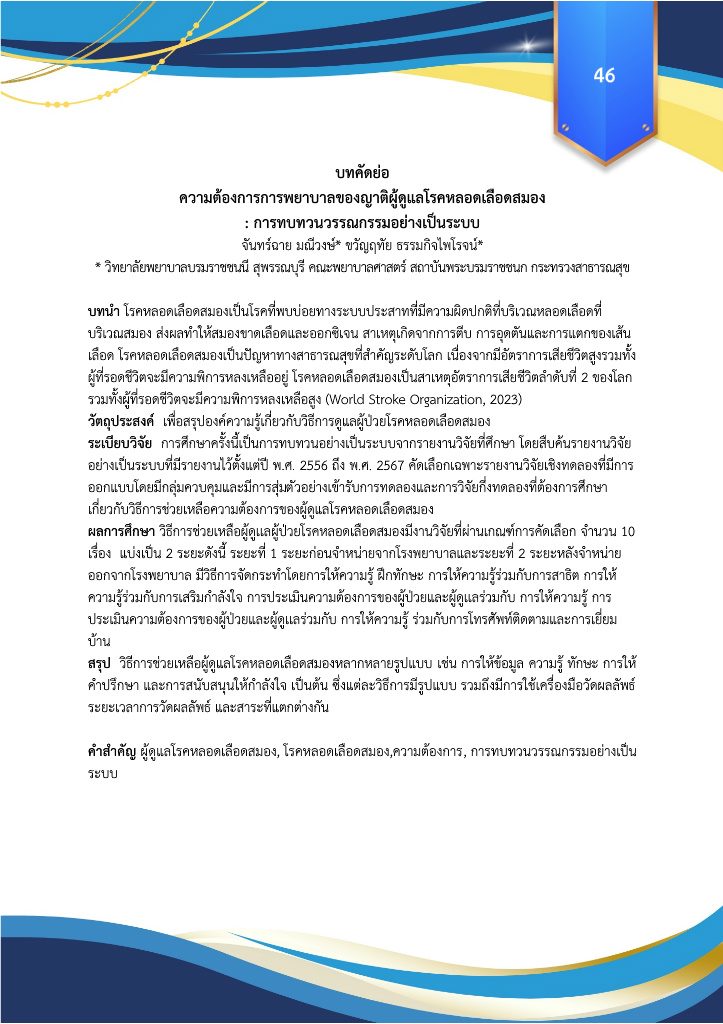 46
บทคัดย่อ
ความต้องการการพยาบาลของญาติผู้ดูแลโรคหลอดเลือดสมอง
: การทบทวนวรรณกรรมอย่างเป็นระบบ
จันทร์ฉาย มณีวงษ์* ขวัญฤทัย ธรรมกิจไพโรจน์*
* วิทยาลัยพยาบาลบรมราชชนนี สุพรรณบุรี คณะพยาบาลศาสตร์ สถาบันพระบรมราชชนก กระทรวงสาธารณสุข
บทนำ โรคหลอดเลือดสมองเป็นโรคที่พบบ่อยทางระบบประสาทที่มีความผิดปกติที่บริเวณหลอดเลือดที่
บริเวณสมอง ส่งผลทำให้สมองขาดเลือดและออกซิเจน สาเหตุเกิดจากการตีบ การอุดตันและการแตกของเส้น
เลือด โรคหลอดเลือดสมองเป็นปัญหาทางสาธารณสุขที่สำคัญระดับโลก เนื่องจากมีอัตราการเสียชีวิตสูงรวมทั้ง
ผู้ที่รอดชีวิตจะมีความพิการหลงเหลืออยู่ โรคหลอดเลือดสมองเป็นสาเหตุอัตราการเสียชีวิตลำดับที่ 2 ของโลก
รวมทั้งผู้ที่รอดชีวิตจะมีความพิการหลงเหลือสูง (World Stroke Organization, 2023)
วัตถุประสงค์ เพื่อสรุปองค์ความรู้เกี่ยวกับวิธีการดูแลผู้ป่วยโรคหลอดเลือดสมอง
ระเบียบวิจัย การศึกษาครั้งนี้เป็นการทบทวนอย่างเป็นระบบจากรายงานวิจัยที่ศึกษา โดยสืบค้นรายงานวิจัย
อย่างเป็นระบบที่มีรายงานไว้ตั้งแต่ปี พ.ศ. 2556 ถึง พ.ศ. 2567 คัดเลือกเฉพาะรายงานวิจัยเชิงทดลองที่มีการ
ออกแบบโดยมีกลุ่มควบคุมและมีการสุ่มตัวอย่างเข้ารับการทดลองและการวิจัยกึ่งทดลองที่ต้องการศึกษา
เกี่ยวกับวิธีการช่วยเหลือความต้องการของผู้ดูแลโรคหลอดเลือดสมอง
ผลการศึกษา วิธีการช่วยเหลือผู้ดูแลผู้ป่วยโรคหลอดเลือดสมองมีงานวิจัยที่ผ่านเกณฑ์การคัดเลือก จำนวน 10
เรื่อง แบ่งเป็น 2 ระยะดังนี้ ระยะที่ 1 ระยะก่อนจำหน่ายจากโรงพยาบาลและระยะที่ 2 ระยะหลังจำหน่าย
ออกจากโรงพยาบาล มีวิธีการจัดกระทำโดยการให้ความรู้ ฝึกทักษะ การให้ความรู้ร่วมกับการสาธิต การให้
ความรู้ร่วมกับการเสริมกำลังใจ การประเมินความต้องการของผู้ป่วยและผู้ดูแลร่วมกับ การให้ความรู้ การ
ประเมินความต้องการของผู้ป่วยและผู้ดูแลร่วมกับ การให้ความรู้ ร่วมกับการโทรศัพท์ติดตามและการเยี่ยม
บ้าน
สรุป วิธีการช่วยเหลือผู้ดูแลโรคหลอดเลือดสมองหลากหลายรูปแบบ เช่น การให้ข้อมูล ความรู้ ทักษะ การให้
คำปรึกษา และการสนับสนุนให้กำลังใจ เป็นต้น ซึ่งแต่ละวิธีการมีรูปแบบ รวมถึงมีการใช้เครื่องมือวัดผลลัพธ์
ระยะเวลาการวัดผลลัพธ์ และสาระที่แตกต่างกัน
คำสำคัญ ผู้ดูแลโรคหลอดเลือดสมอง, โรคหลอดเลือดสมอง,ความต้องการ, การทบทวนวรรณกรรมอย่างเป็น
ระบบ